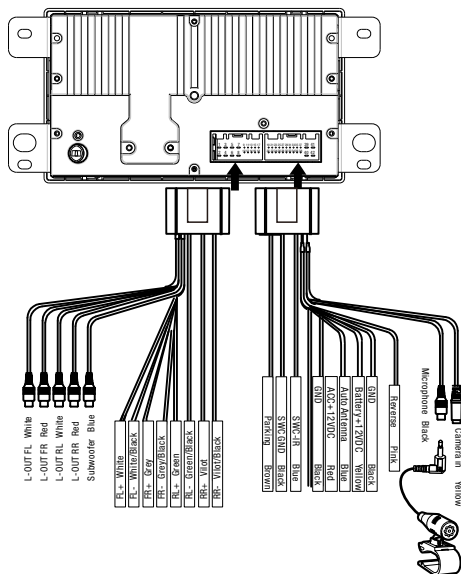 L-OUT FL White
L-OUT FR Red
L-OUT RL White
L-OUT RR Red
Subwoofer Blue
FL+ White
FL- White/Black
FR+ Grey
FR- Grey/Black
RL+ Green
RL- Green/Black
RR+ Vilot
RR- Vilot/Black
Parking Brown
SWC GND Black
SWC-IR Blue
GND Black
ACC+12VDC Red
Auto Antenna Blue
Battery+12VDC Yellow
GND Black
Reverse Pink
Microphone Black
Camera in Yellow